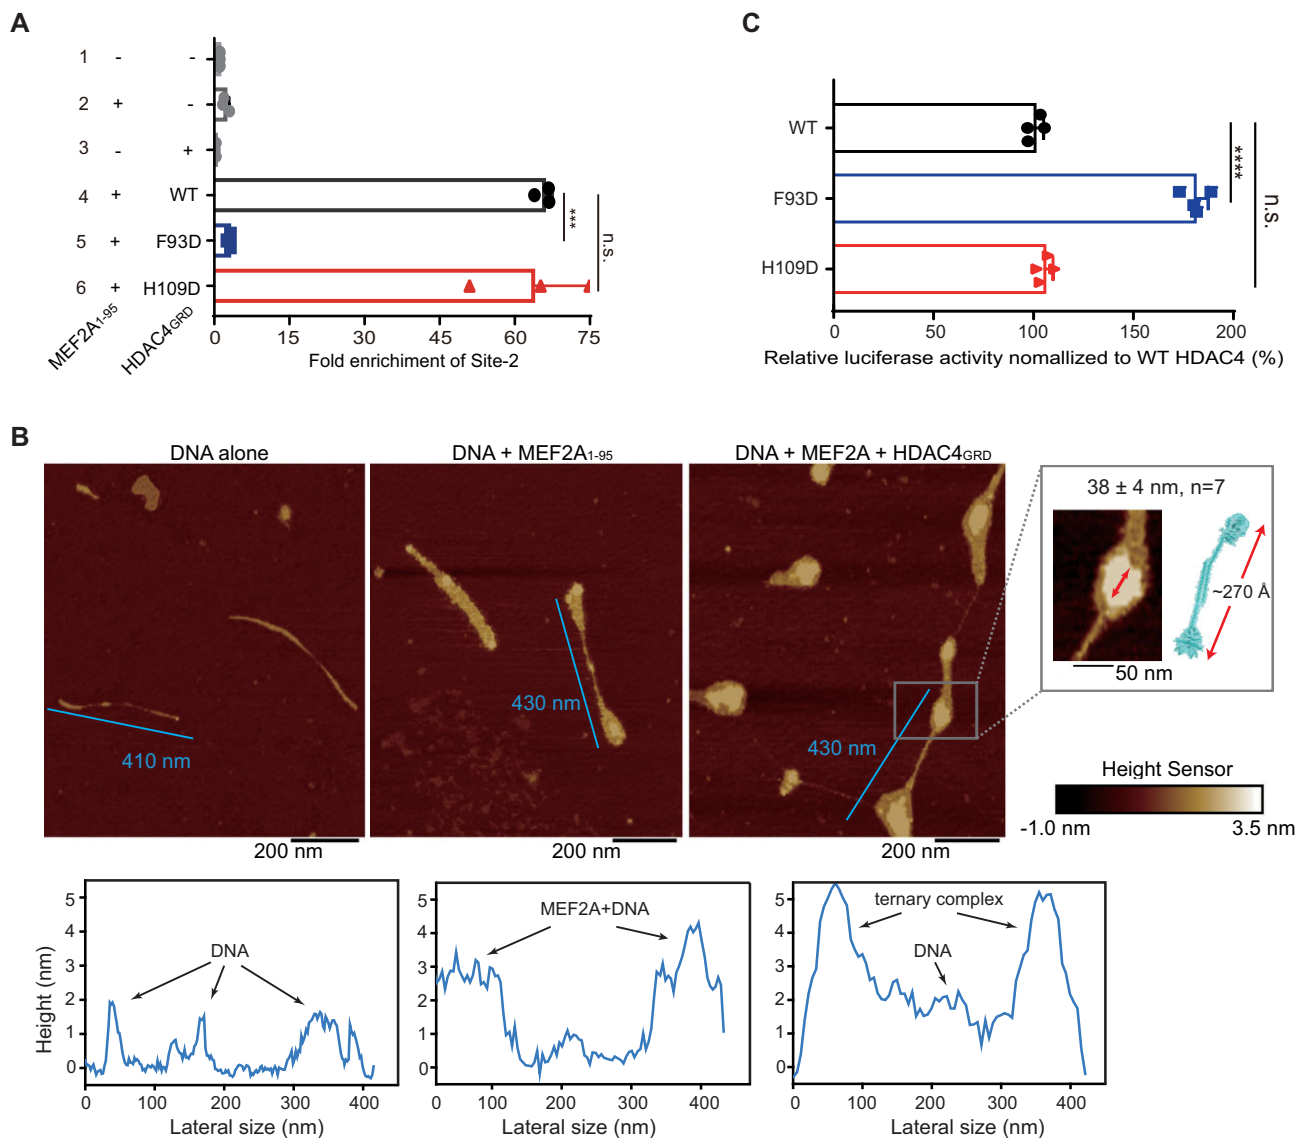 A
1 - -
2 + -
3 - +
4 + WT
5 + F93D
6 + H109D
MEF2A1-95
HDAC4GRD
***
n.s.
0 15 30 45 60 75
Fold enrichment of Site-2
C
WT
F93D
H109D
****
n.s.
0 50 100 150 200
Relative luciferase activity nomallized to WT HDAC4 (%)
B
DNA alone
DNA + MEF2A1-95
DNA + MEF2A + HDAC4GRD
410 nm
430 nm
430 nm
200 nm
200 nm
200 nm
38 ± 4 nm, n=7
~270 Å
50 nm
Height Sensor
-1.0 nm
3.5 nm
Height (nm)
5
4
3
2
1
0
DNA
0 100 200 300 400
Lateral size (nm)
5
4
3
2
1
0
MEF2A+DNA
0 100 200 300 400
Lateral size (nm)
5
4
3
2
1
0
ternary complex
DNA
0 100 200 300 400
Lateral size (nm)